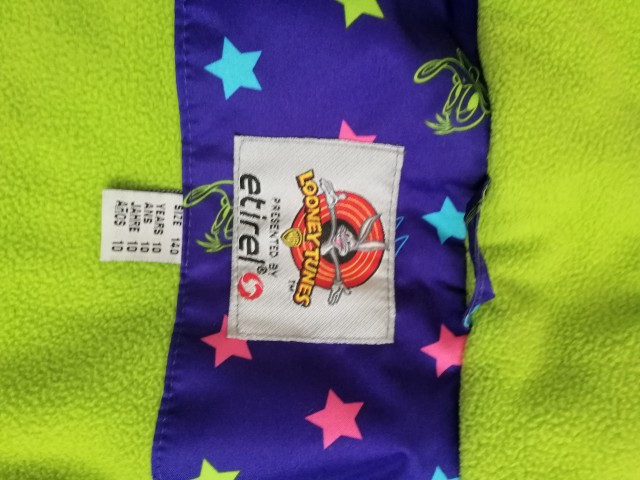 LOONEY TUNES
™
PRESENTED BY
etirel®
SIZE 140
YEARS 10
ANS 10
JAHRE 10
AÑOS 10